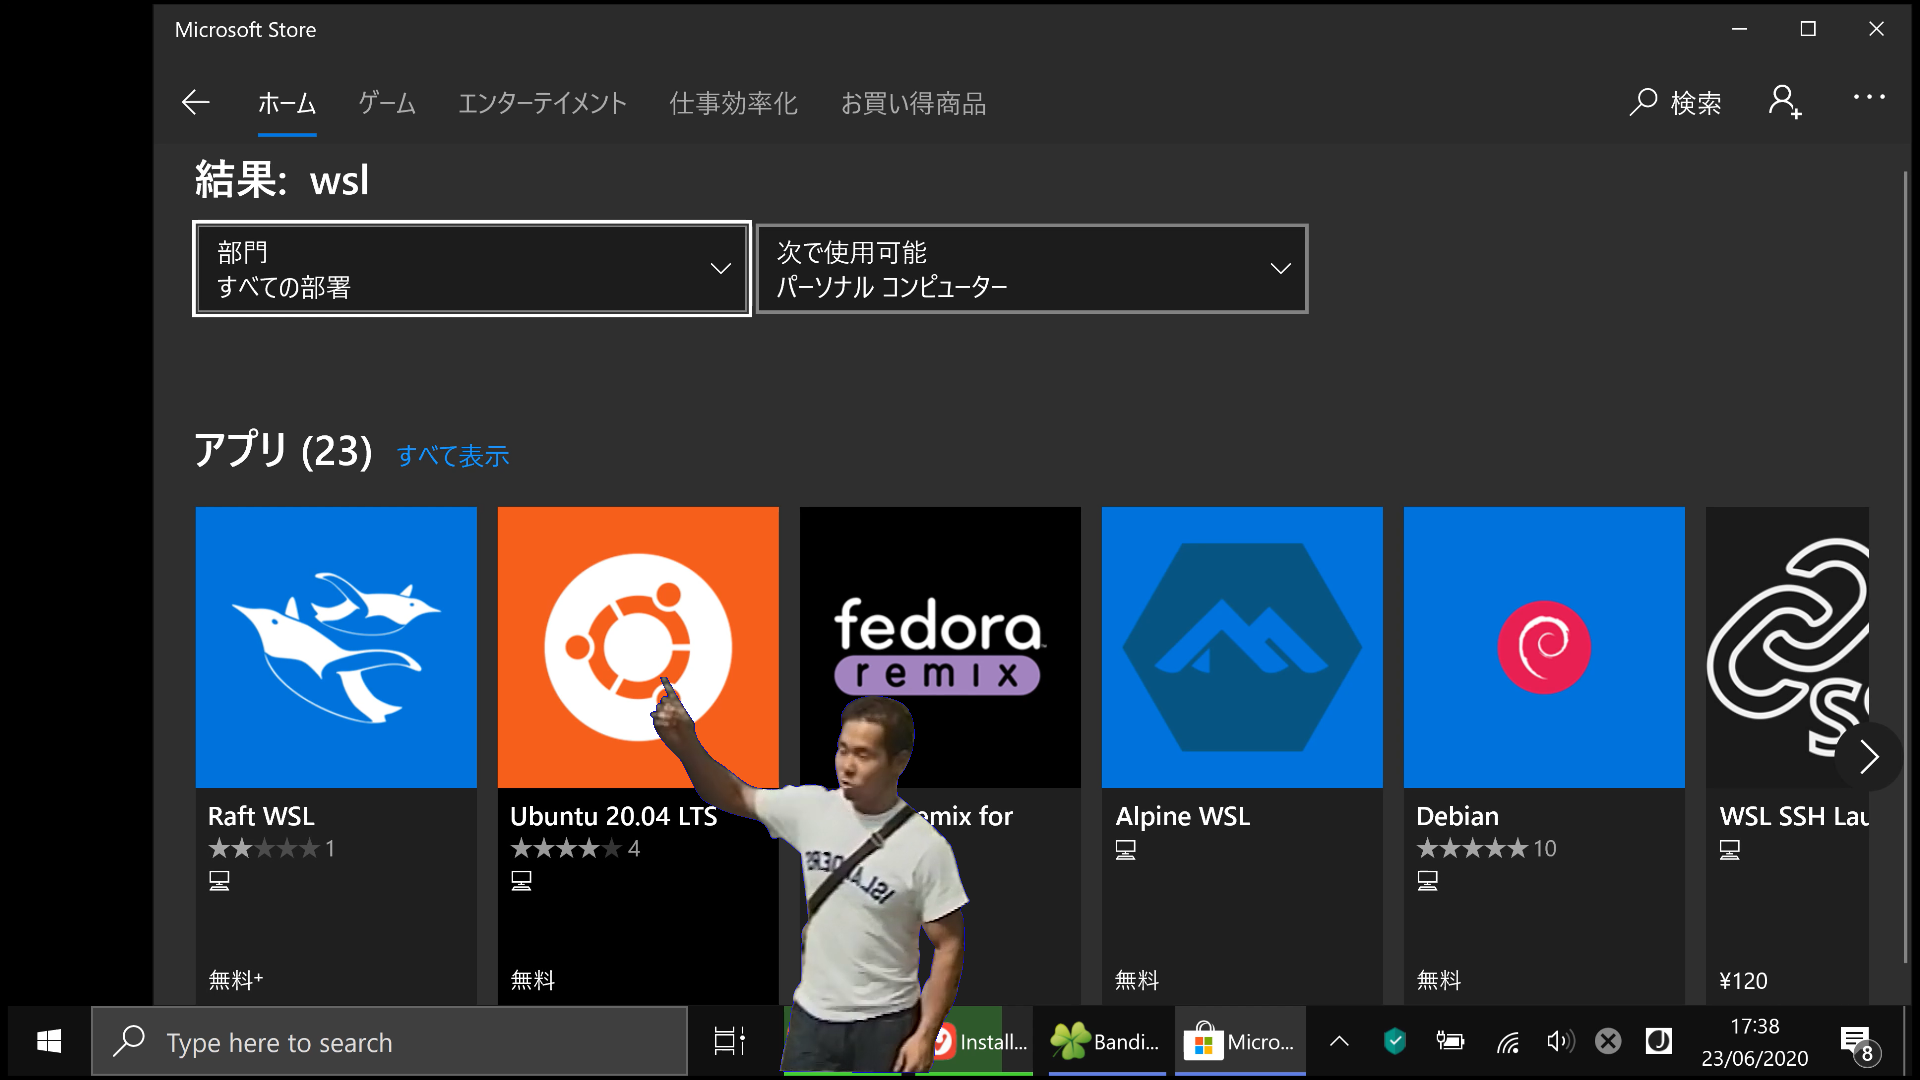 Microsoft Store
ホーム ゲーム エンターテイメント 仕事効率化 お買い得商品 検索
結果: wsl
部門
すべての部署
次で使用可能
パーソナル コンピューター
アプリ (23) すべて表示
fedora
remix
Raft WSL
1
無料+
Ubuntu 20.04 LTS
4
無料
emix for
ISLANDERS
Alpine WSL
無料
Debian
10
無料
WSL SSH Lau
¥120
Type here to search
Install...
Bandi...
Micro...
17:38
23/06/2020
8